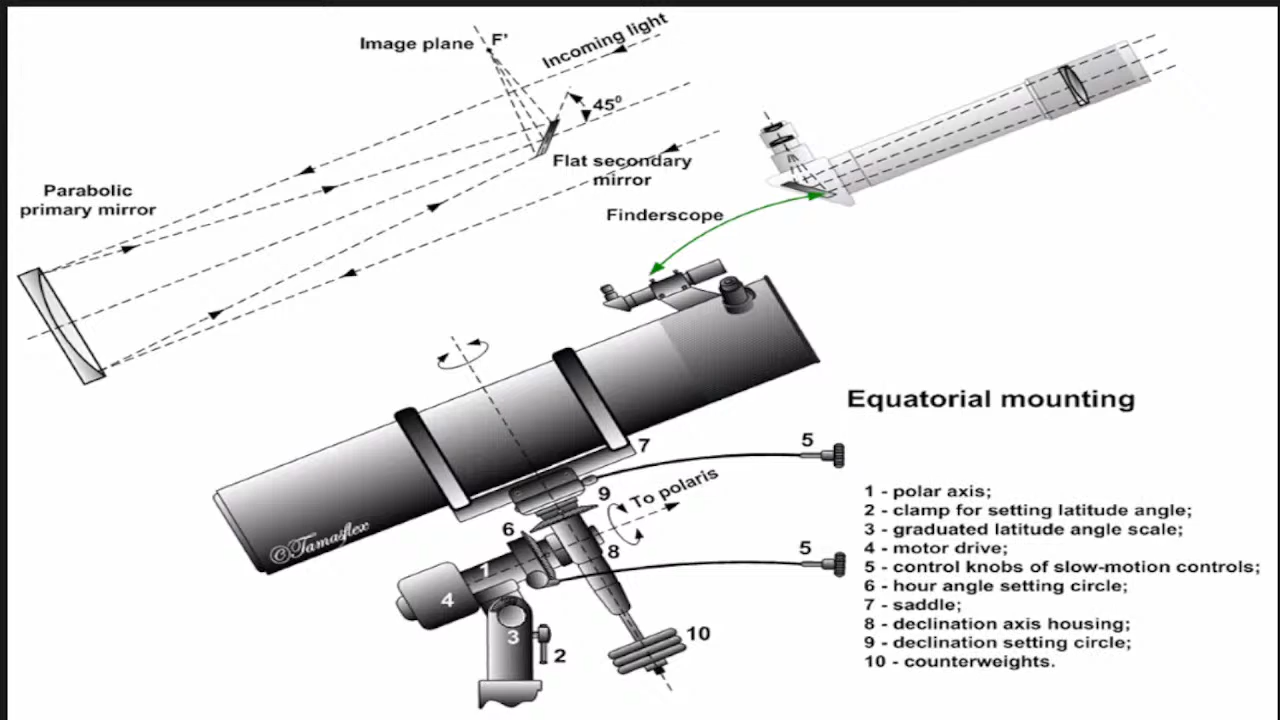 Image plane F'
Incoming light
45º
Flat secondary
mirror
Parabolic
primary mirror
Finderscope
Equatorial mounting
7
5
9
To polaris
6
8
5
1
4
3
2
10
©Tamasflex
1 - polar axis;
2 - clamp for setting latitude angle;
3 - graduated latitude angle scale;
4 - motor drive;
5 - control knobs of slow-motion controls;
6 - hour angle setting circle;
7 - saddle;
8 - declination axis housing;
9 - declination setting circle;
10 - counterweights.